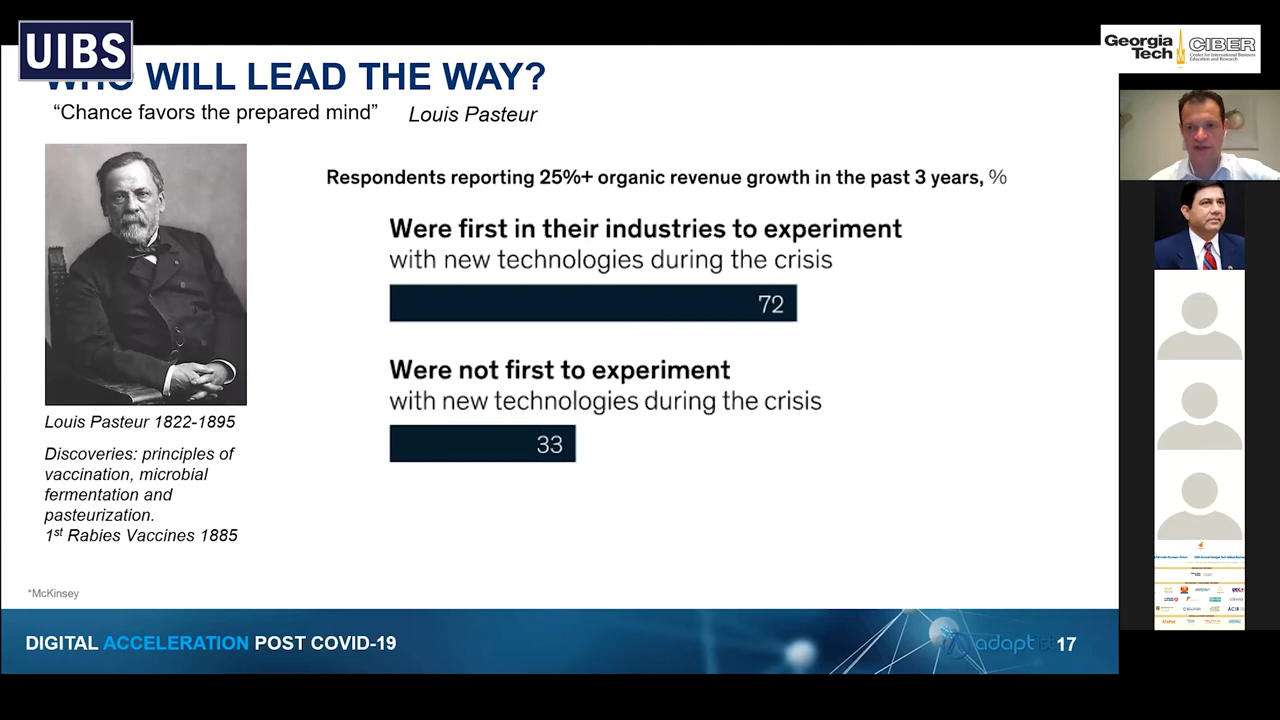 UIBS
Georgia
Tech
CIBER
Center for International Business
Education and Research
WHO WILL LEAD THE WAY?
“Chance favors the prepared mind” Louis Pasteur
Respondents reporting 25%+ organic revenue growth in the past 3 years, %
Were first in their industries to experiment
with new technologies during the crisis
72
Were not first to experiment
with new technologies during the crisis
33
Louis Pasteur 1822-1895
Discoveries: principles of
vaccination, microbial
fermentation and
pasteurization.
1st Rabies Vaccines 1885
*McKinsey
DIGITAL ACCELERATION POST COVID-19
adaptist 17